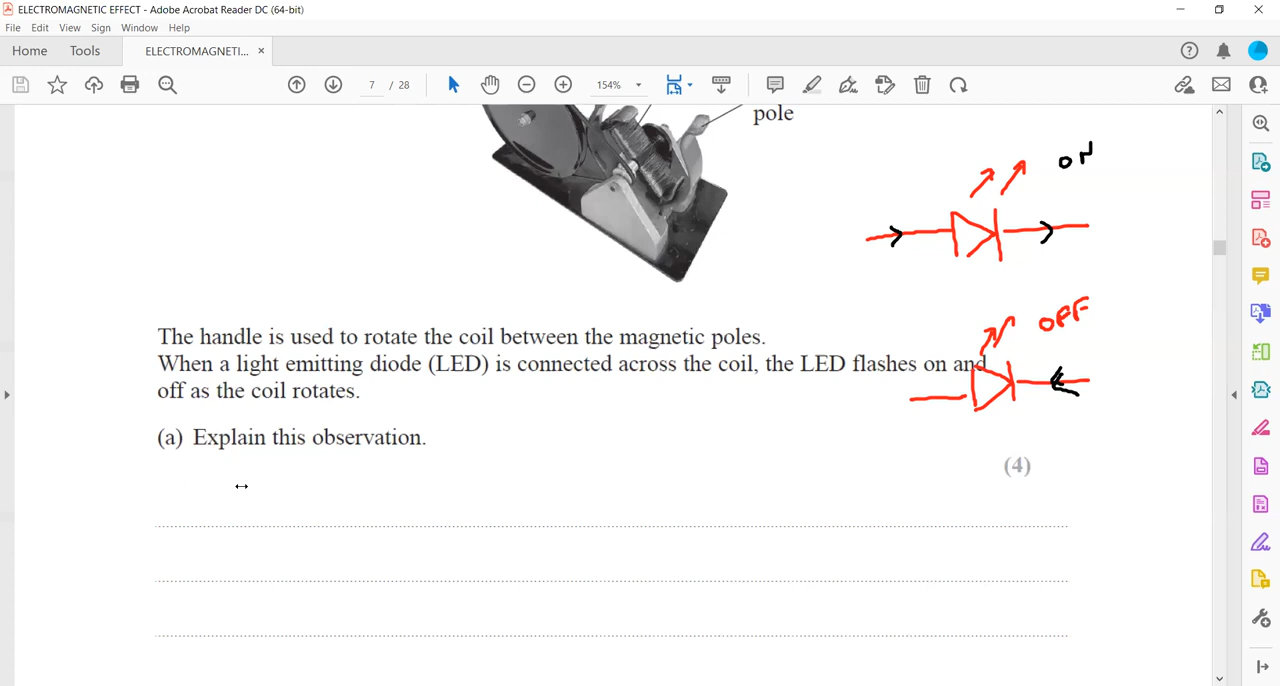 ELECTROMAGNETIC EFFECT - Adobe Acrobat Reader DC (64-bit)
File Edit View Sign Window Help
Home Tools ELECTROMAGNETI... ×
7 / 28 154%
pole
ON
OFF
The handle is used to rotate the coil between the magnetic poles.
When a light emitting diode (LED) is connected across the coil, the LED flashes on and
off as the coil rotates.
(a) Explain this observation.
(4)